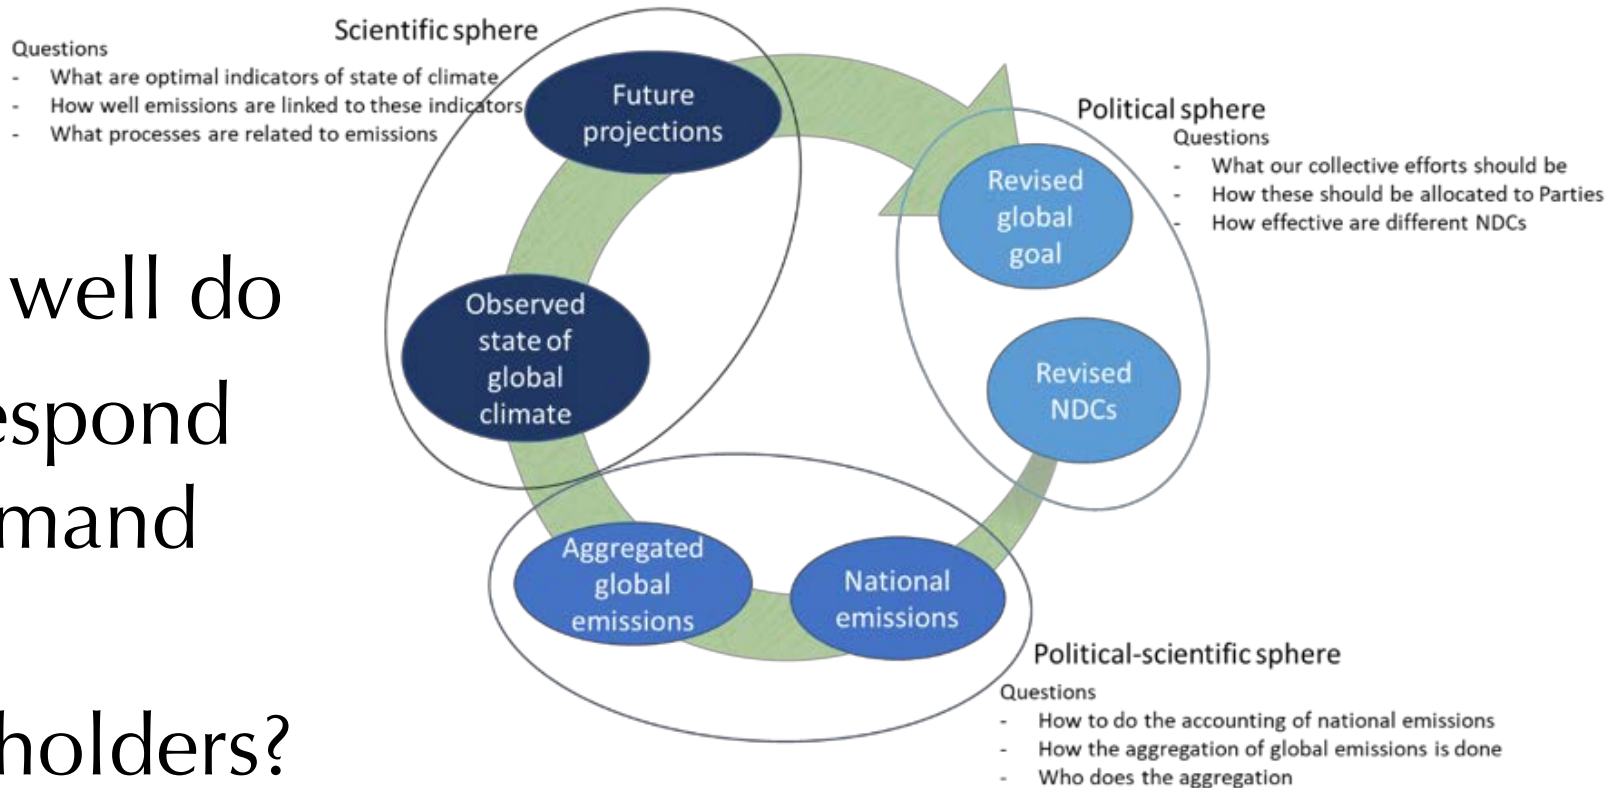 Scientific sphere
Questions
- What are optimal indicators of state of climate
- How well emissions are linked to these indicators
- What processes are related to emissions
Future
projections
Political sphere
Questions
- What our collective efforts should be
- How these should be allocated to Parties
- How effective are different NDCs
Revised
global
goal
well do
espond
mand
holders?
Observed
state of
global
climate
Revised
NDCs
Aggregated
global
emissions
National
emissions
Political-scientific sphere
Questions
- How to do the accounting of national emissions
- How the aggregation of global emissions is done
- Who does the aggregation